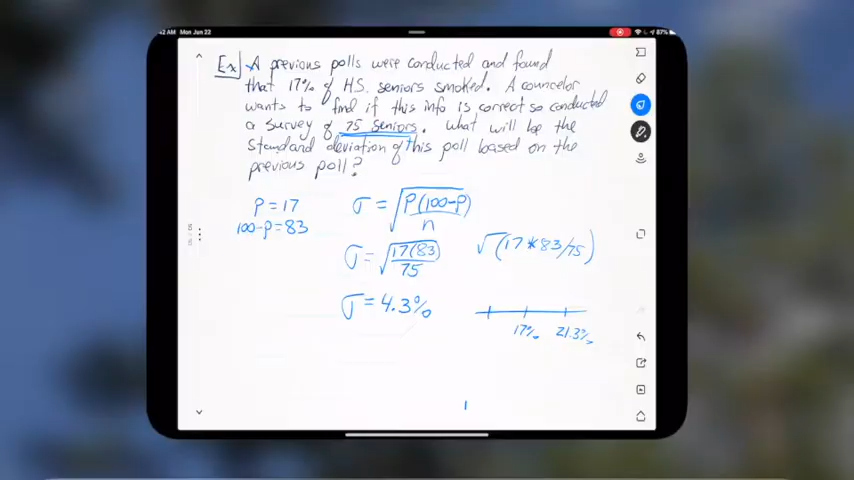 :42 AM Mon Jun 22
87%
Ex A previous polls were conducted and found
that 17% of H.S. seniors smoked. A councelor
wants to find if this info is correct so conducted
a survey of 75 seniors. What will be the
standard deviation of this poll based on the
previous poll?
P = 17
100-P = 83
σ = √P(100-P)/n
σ = √17(83)/75
√(17*83/75)
σ = 4.3%
17% 21.3%